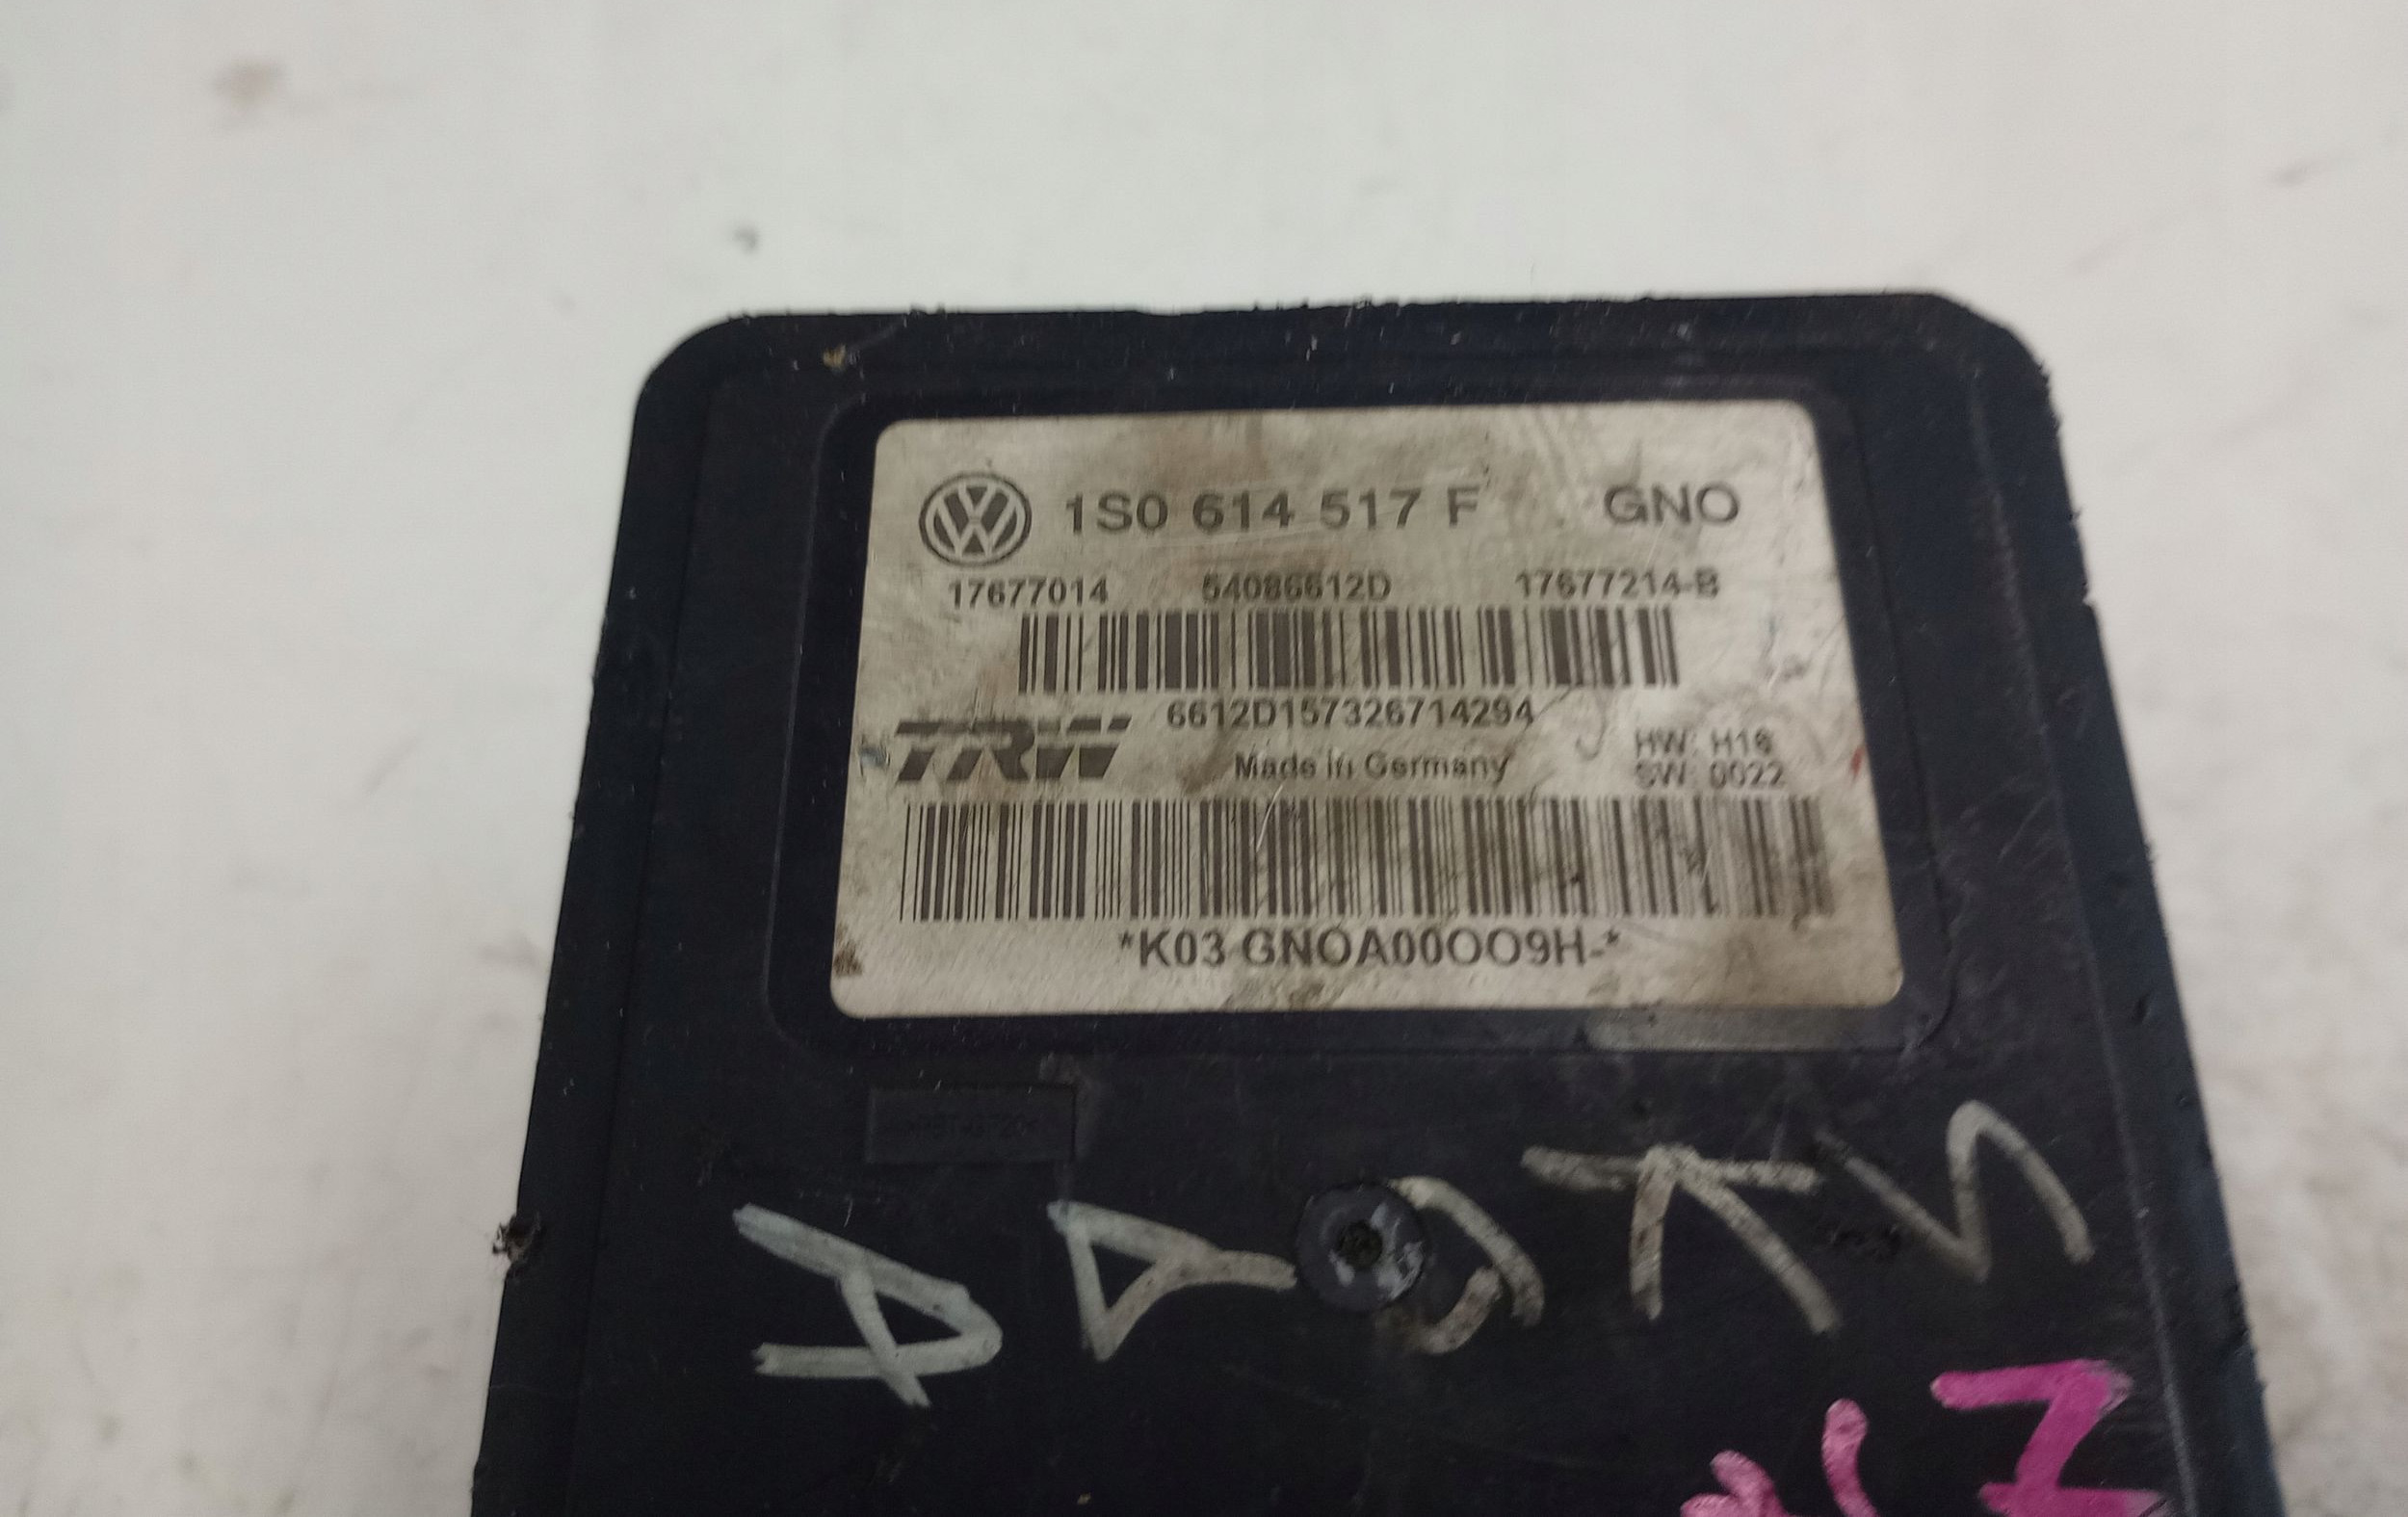 1S0 614 517 F GNO
17677014 54086612D 17677214-B
6612D157326714294
TRW Made in Germany HW: H16
SW: 0022
*K03 GNOA00OO9H-*